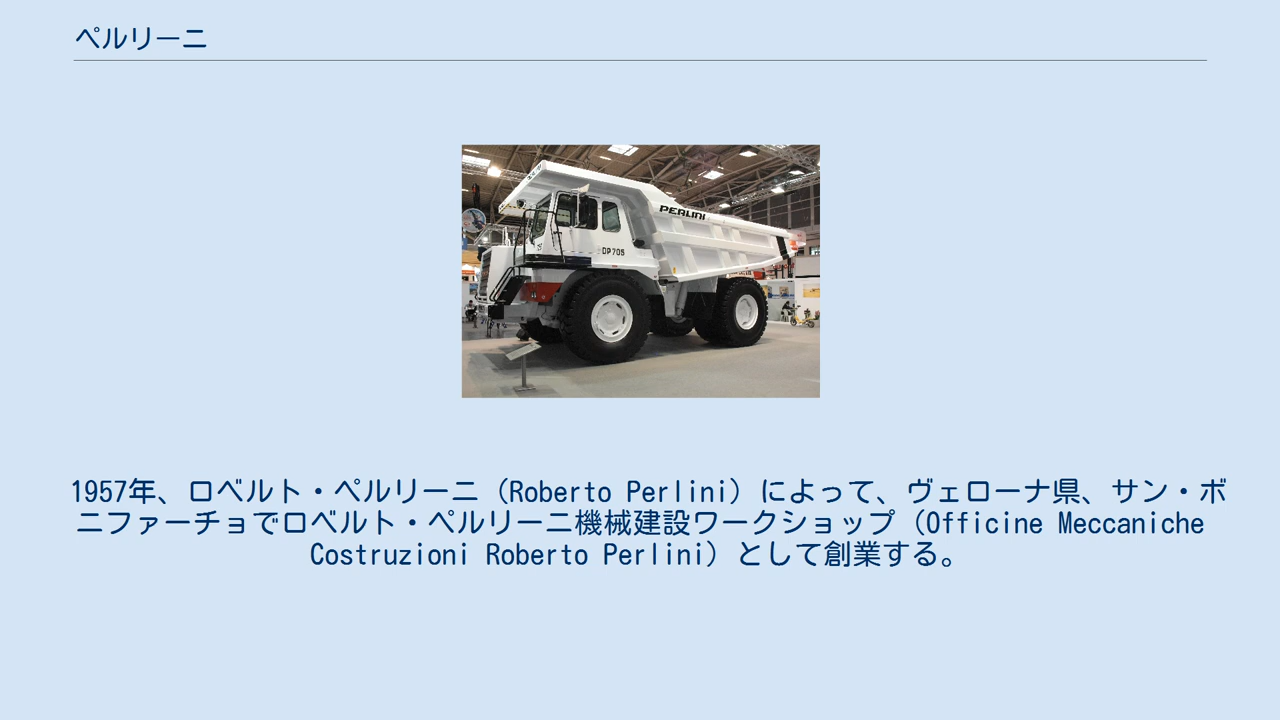 ペルリーニ
PERLINI
DP705
1957年、ロベルト・ペルリーニ（Roberto Perlini）によって、ヴェローナ県、サン・ボ
ニファーチョでロベルト・ペルリーニ機械建設ワークショップ（Officine Meccaniche
Costruzioni Roberto Perlini）として創業する。